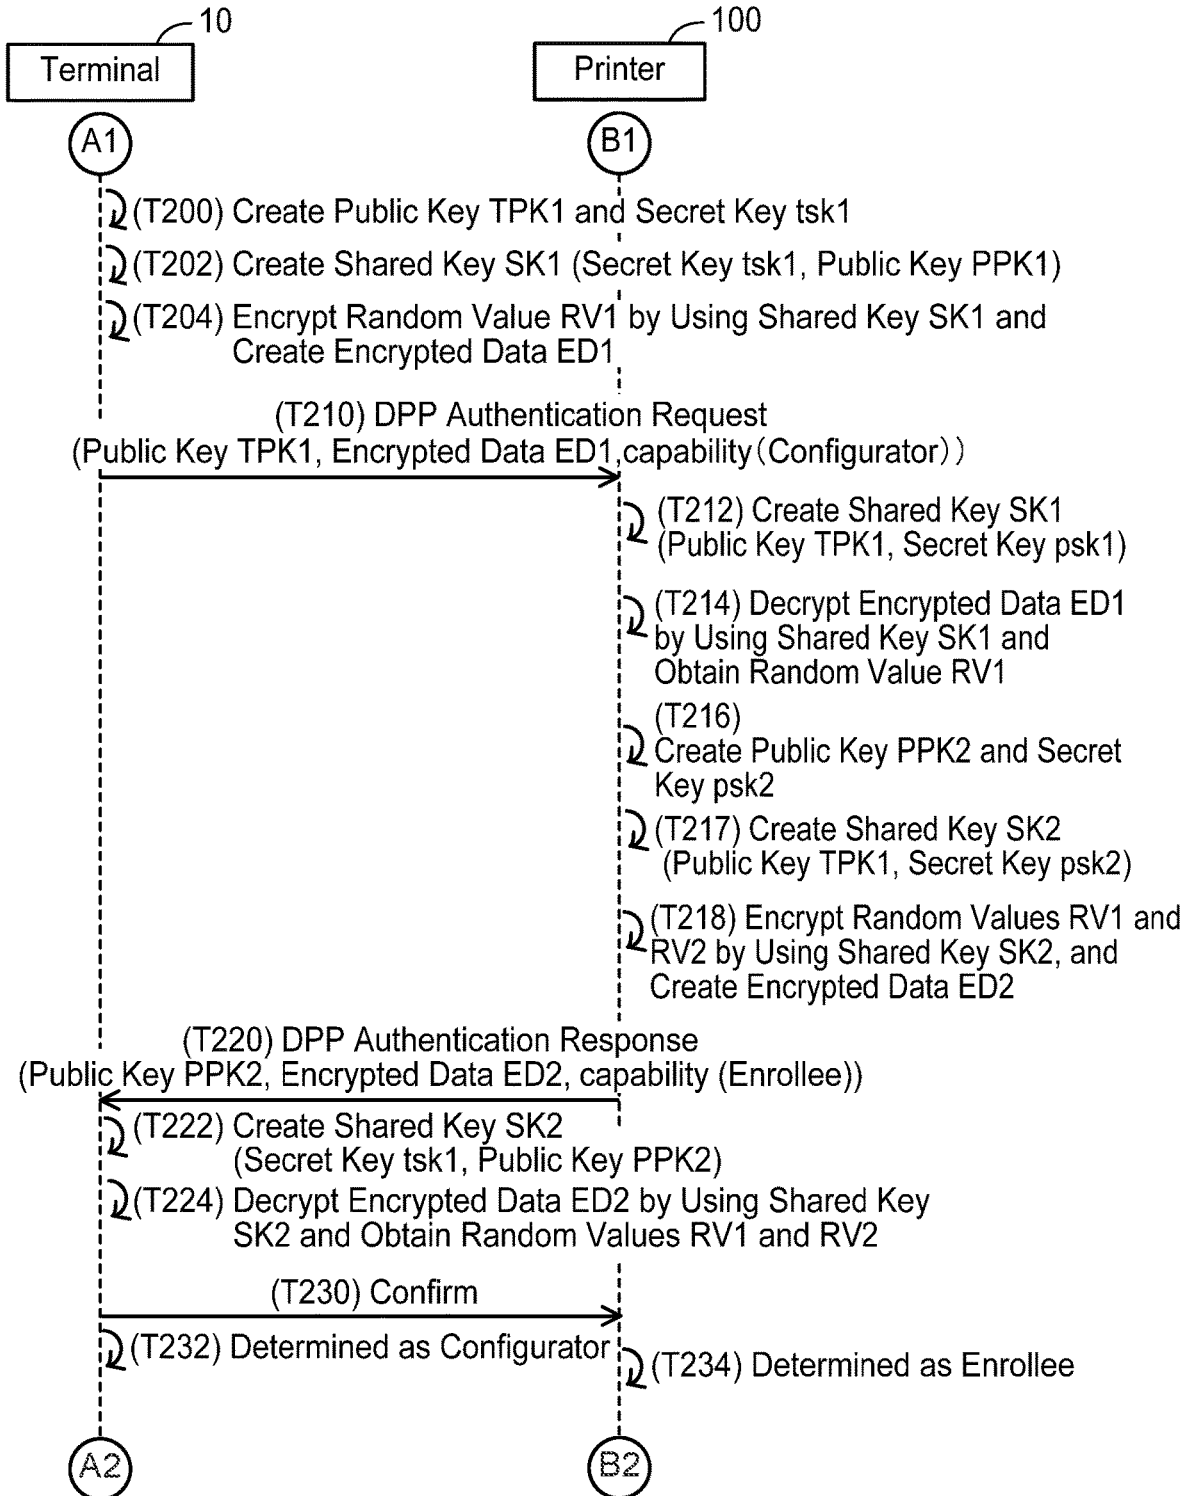 10
100
Terminal
Printer
A1
B1
(T200) Create Public Key TPK1 and Secret Key tsk1
(T202) Create Shared Key SK1 (Secret Key tsk1, Public Key PPK1)
(T204) Encrypt Random Value RV1 by Using Shared Key SK1 and
Create Encrypted Data ED1
(T210) DPP Authentication Request
(Public Key TPK1, Encrypted Data ED1,capability(Configurator))
(T212) Create Shared Key SK1
(Public Key TPK1, Secret Key psk1)
(T214) Decrypt Encrypted Data ED1
by Using Shared Key SK1 and
Obtain Random Value RV1
(T216)
Create Public Key PPK2 and Secret
Key psk2
(T217) Create Shared Key SK2
(Public Key TPK1, Secret Key psk2)
(T218) Encrypt Random Values RV1 and
RV2 by Using Shared Key SK2, and
Create Encrypted Data ED2
(T220) DPP Authentication Response
(Public Key PPK2, Encrypted Data ED2, capability (Enrollee))
(T222) Create Shared Key SK2
(Secret Key tsk1, Public Key PPK2)
(T224) Decrypt Encrypted Data ED2 by Using Shared Key
SK2 and Obtain Random Values RV1 and RV2
(T230) Confirm
(T232) Determined as Configurator
(T234) Determined as Enrollee
A2
B2